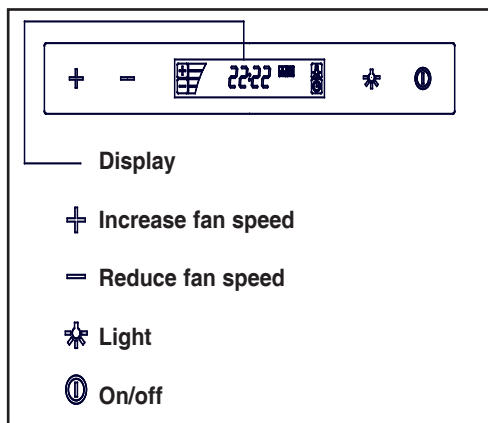 22:22
Display
Increase fan speed
Reduce fan speed
Light
On/off